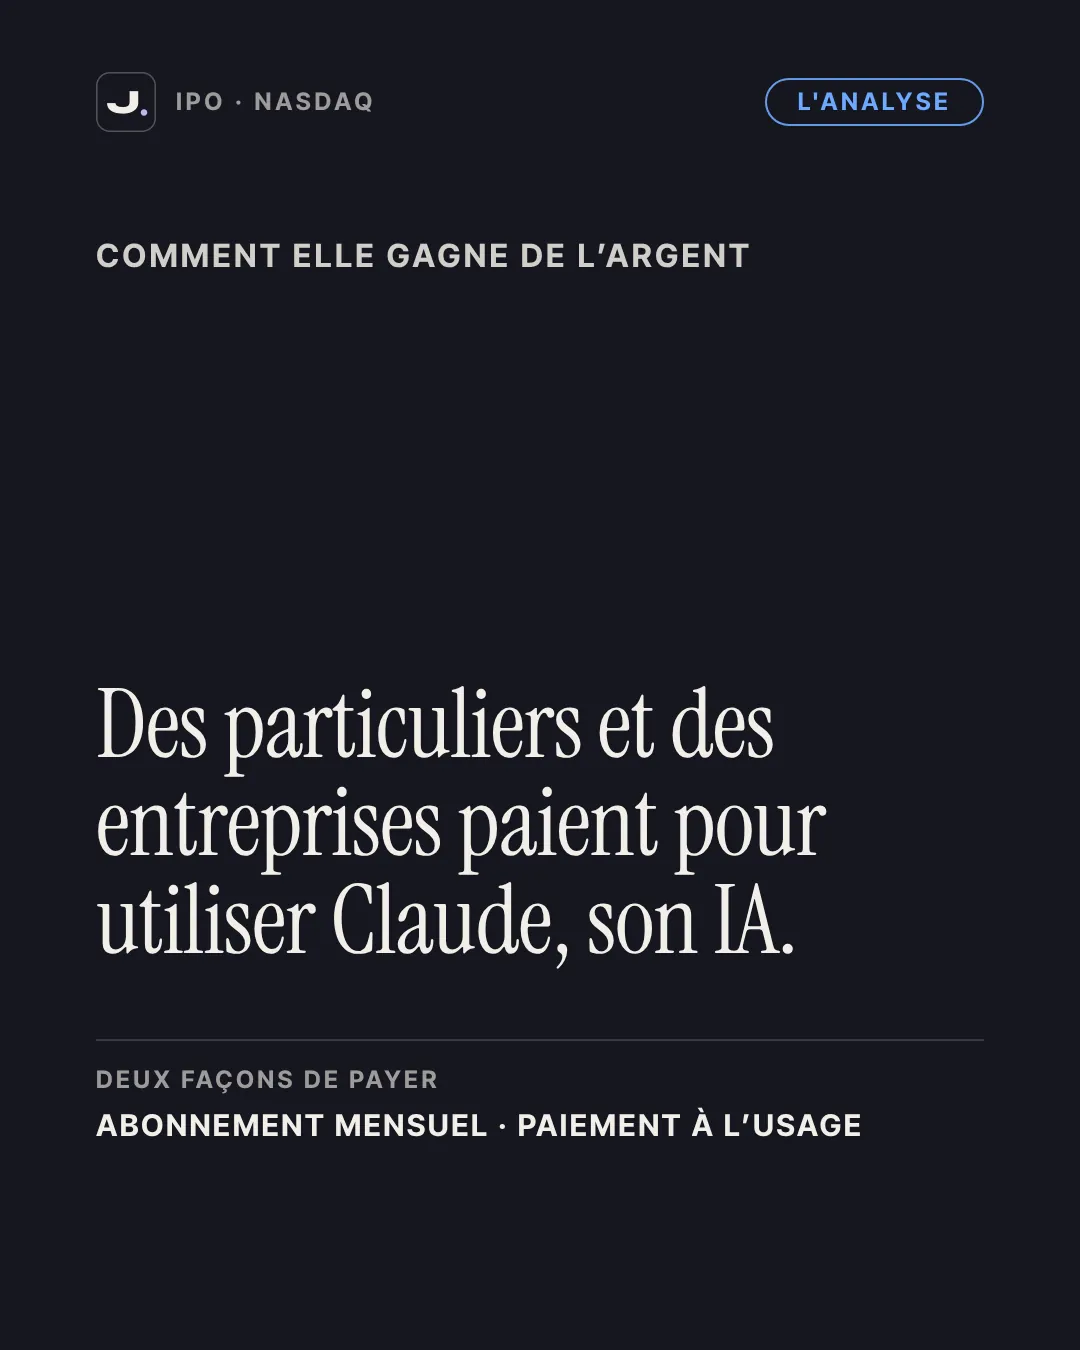 J.
IPO · NASDAQ
L'ANALYSE
COMMENT ELLE GAGNE DE L’ARGENT
Des particuliers et des
entreprises paient pour
utiliser Claude, son IA.
DEUX FAÇONS DE PAYER
ABONNEMENT MENSUEL · PAIEMENT À L’USAGE